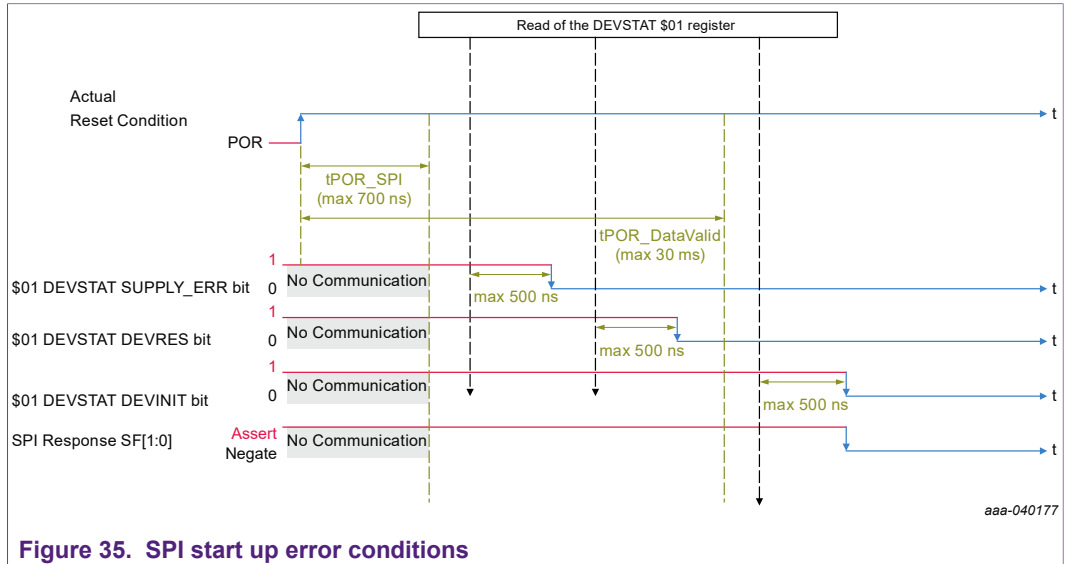 Read of the DEVSTAT $01 register
Actual
Reset Condition
t
POR
tPOR_SPI
(max 700 ns)
tPOR_DataValid
(max 30 ms)
1
$01 DEVSTAT SUPPLY_ERR bit
0
No Communication
max 500 ns
t
1
$01 DEVSTAT DEVRES bit
0
No Communication
max 500 ns
t
1
$01 DEVSTAT DEVINIT bit
0
No Communication
max 500 ns
t
SPI Response SF[1:0]
Assert
Negate
No Communication
t
aaa-040177
Figure 35. SPI start up error conditions